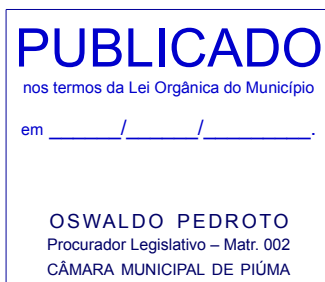 PUBLICADO
nos termos da Lei Orgânica do Município
em ______/______/_________.
OSWALDO PEDROTO
Procurador Legislativo – Matr. 002
CÂMARA MUNICIPAL DE PIÚMA